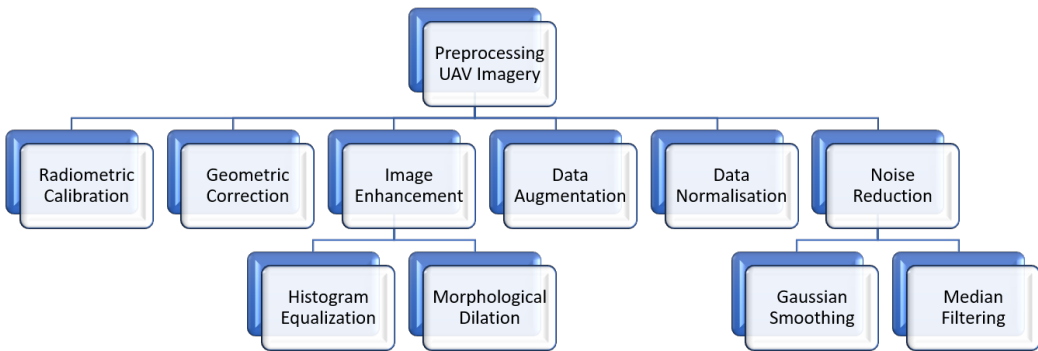 Preprocessing
UAV Imagery
Radiometric
Calibration
Geometric
Correction
Image
Enhancement
Data
Augmentation
Data
Normalisation
Noise
Reduction
Histogram
Equalization
Morphological
Dilation
Gaussian
Smoothing
Median
Filtering